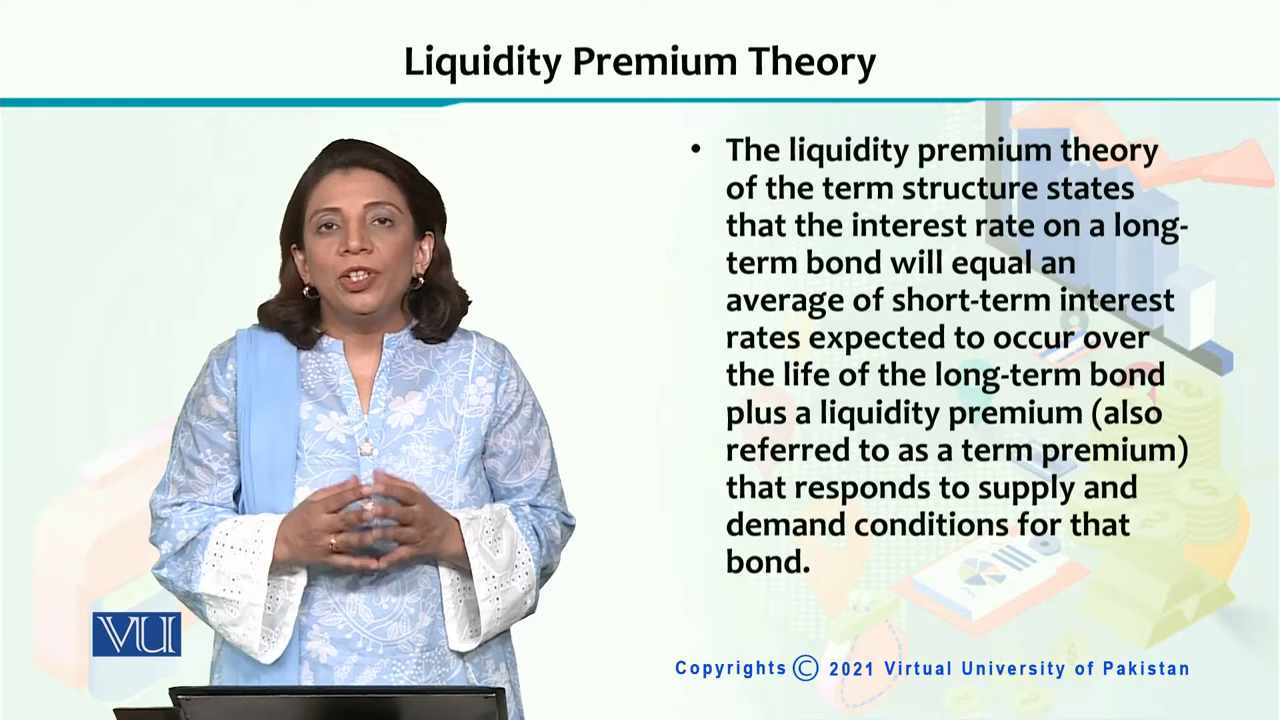 Liquidity Premium Theory
• The liquidity premium theory
of the term structure states
that the interest rate on a long-
term bond will equal an
average of short-term interest
rates expected to occur over
the life of the long-term bond
plus a liquidity premium (also
referred to as a term premium)
that responds to supply and
demand conditions for that
bond.
VU
Copyrights © 2021 Virtual University of Pakistan